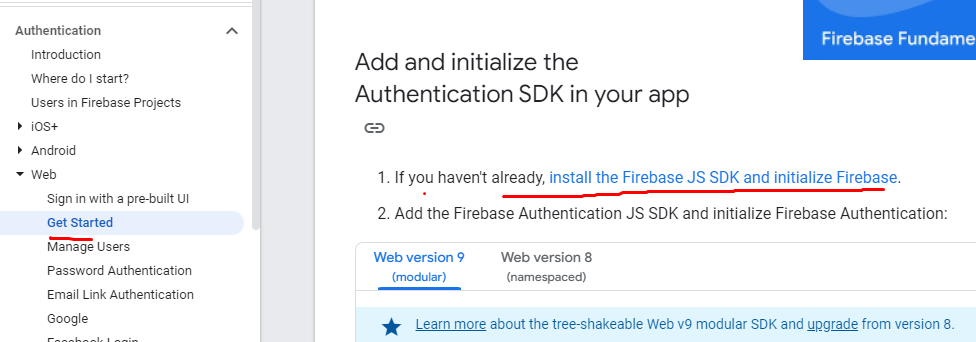 Authentication
Introduction
Where do I start?
Users in Firebase Projects
iOS+
Android
Web
Sign in with a pre-built UI
Get Started
Manage Users
Password Authentication
Email Link Authentication
Google
Facebook Login
Firebase Fundame
Add and initialize the
Authentication SDK in your app
1. If you haven't already, install the Firebase JS SDK and initialize Firebase.
2. Add the Firebase Authentication JS SDK and initialize Firebase Authentication:
Web version 9
(modular)
Web version 8
(namespaced)
Learn more about the tree-shakeable Web v9 modular SDK and upgrade from version 8.